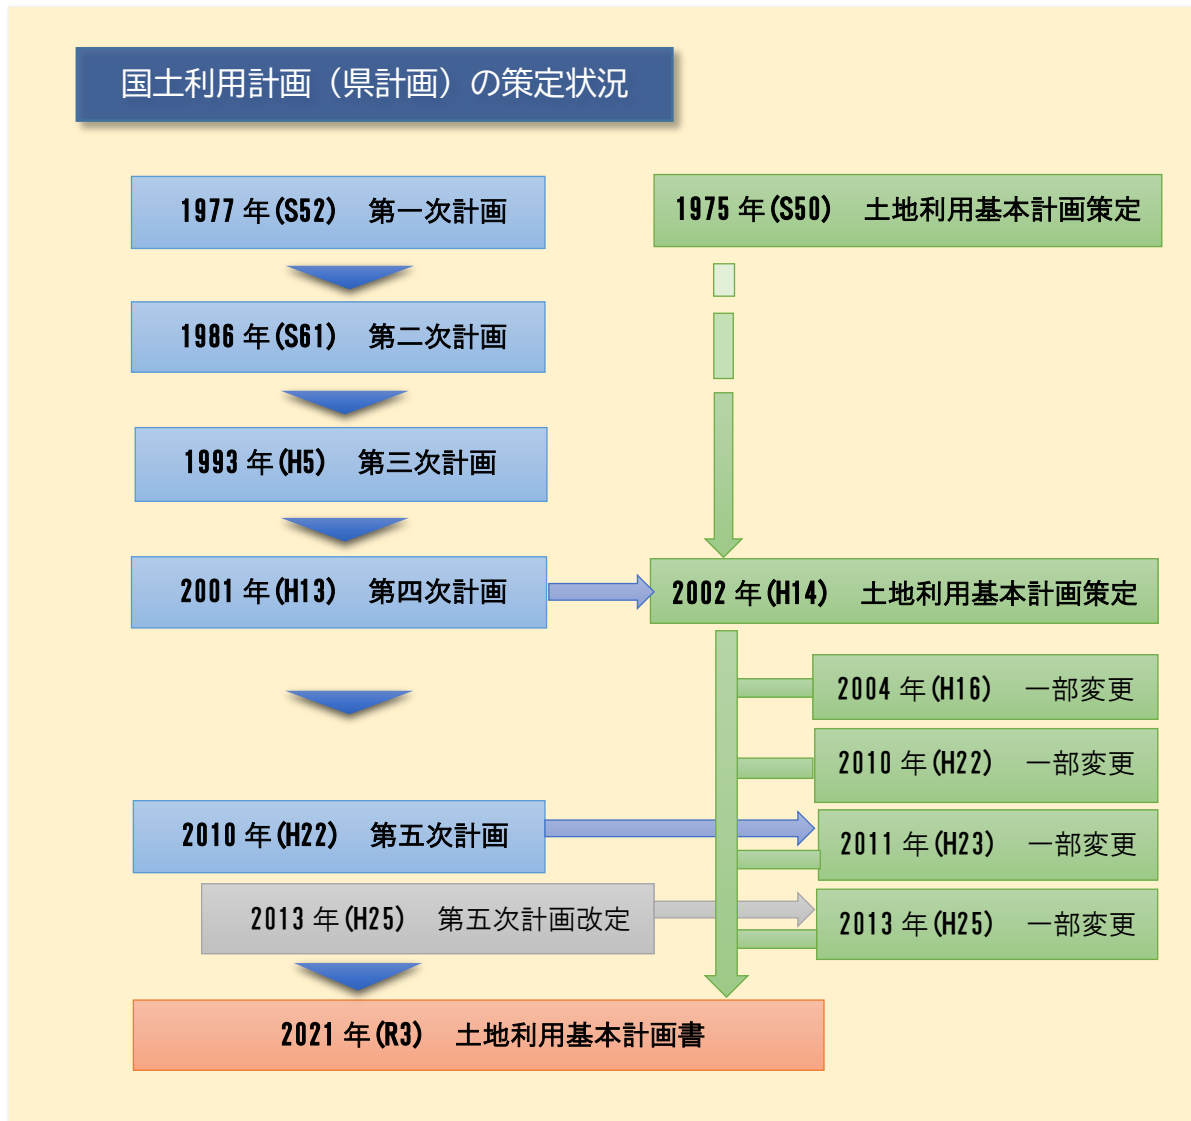 国土利用計画（県計画）の策定状況
1977 年(S52)　第一次計画
1975 年(S50)　土地利用基本計画策定
1986 年(S61)　第二次計画
1993 年(H5)　第三次計画
2001 年(H13)　第四次計画
2002 年(H14)　土地利用基本計画策定
2004 年(H16)　一部変更
2010 年(H22)　一部変更
2010 年(H22)　第五次計画
2011 年(H23)　一部変更
2013 年(H25)　第五次計画改定
2013 年(H25)　一部変更
2021 年(R3)　土地利用基本計画書